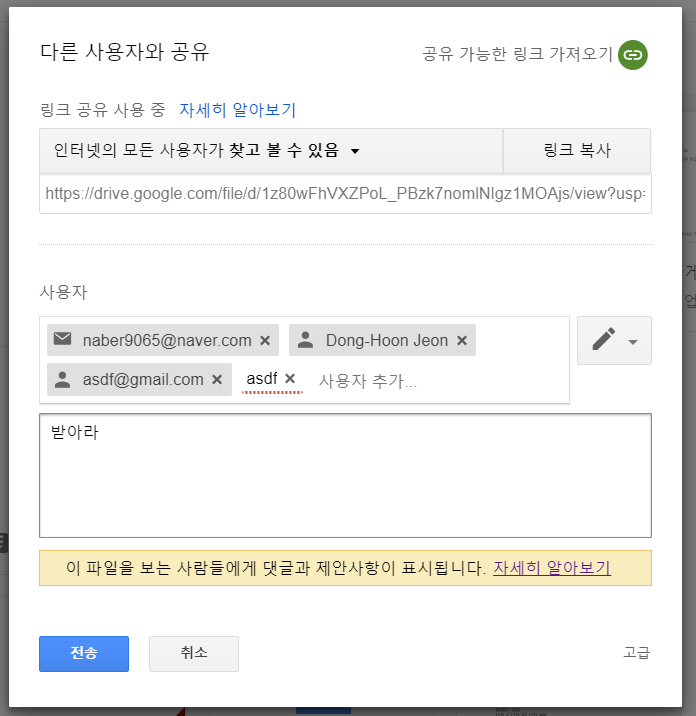 다른 사용자와 공유
공유 가능한 링크 가져오기
링크 공유 사용 중 자세히 알아보기
인터넷의 모든 사용자가 찾고 볼 수 있음
링크 복사
https://drive.google.com/file/d/1z80wFhVXZPoL_PBzk7nomlNlgz1MOAjs/view?usp=
사용자
naber9065@naver.com Dong-Hoon Jeon
asdf@gmail.com asdf 사용자 추가...
받아라
이 파일을 보는 사람들에게 댓글과 제안사항이 표시됩니다. 자세히 알아보기
전송 취소 고급